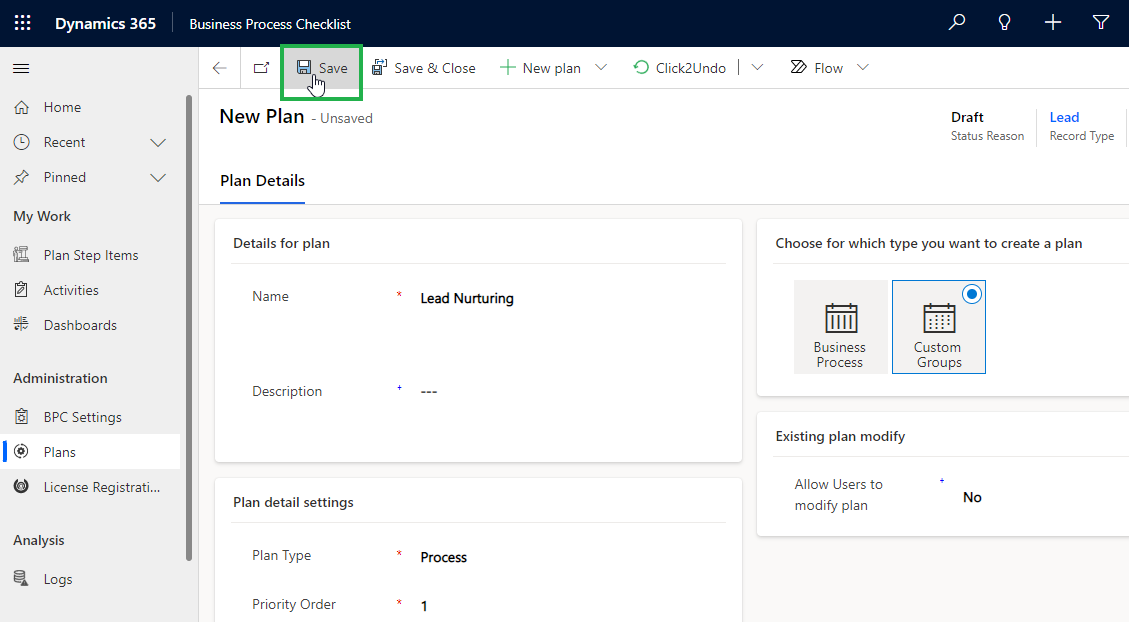 Dynamics 365 Business Process Checklist
Save Save & Close New plan Click2Undo Flow
Home
Recent
Pinned
My Work
Plan Step Items
Activities
Dashboards
Administration
BPC Settings
Plans
License Registrati...
Analysis
Logs
New Plan - Unsaved
Draft
Status Reason
Lead
Record Type
Plan Details
Details for plan
Name * Lead Nurturing
Description + ---
Plan detail settings
Plan Type * Process
Priority Order * 1
Choose for which type you want to create a plan
Business
Process
Custom
Groups
Existing plan modify
Allow Users to
modify plan
+ No